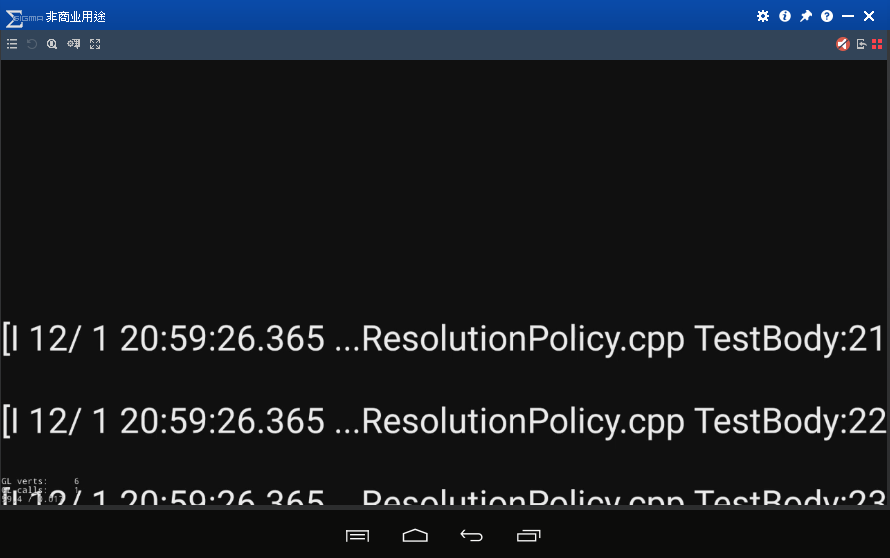 SIGMA 非商业用途
[I 12/ 1 20:59:26.365 ...ResolutionPolicy.cpp TestBody:21
[I 12/ 1 20:59:26.365 ...ResolutionPolicy.cpp TestBody:22
GL verts: 6
GL calls: 1
[I 12/ 1 20:59:26.365 ...ResolutionPolicy.cpp TestBody:23